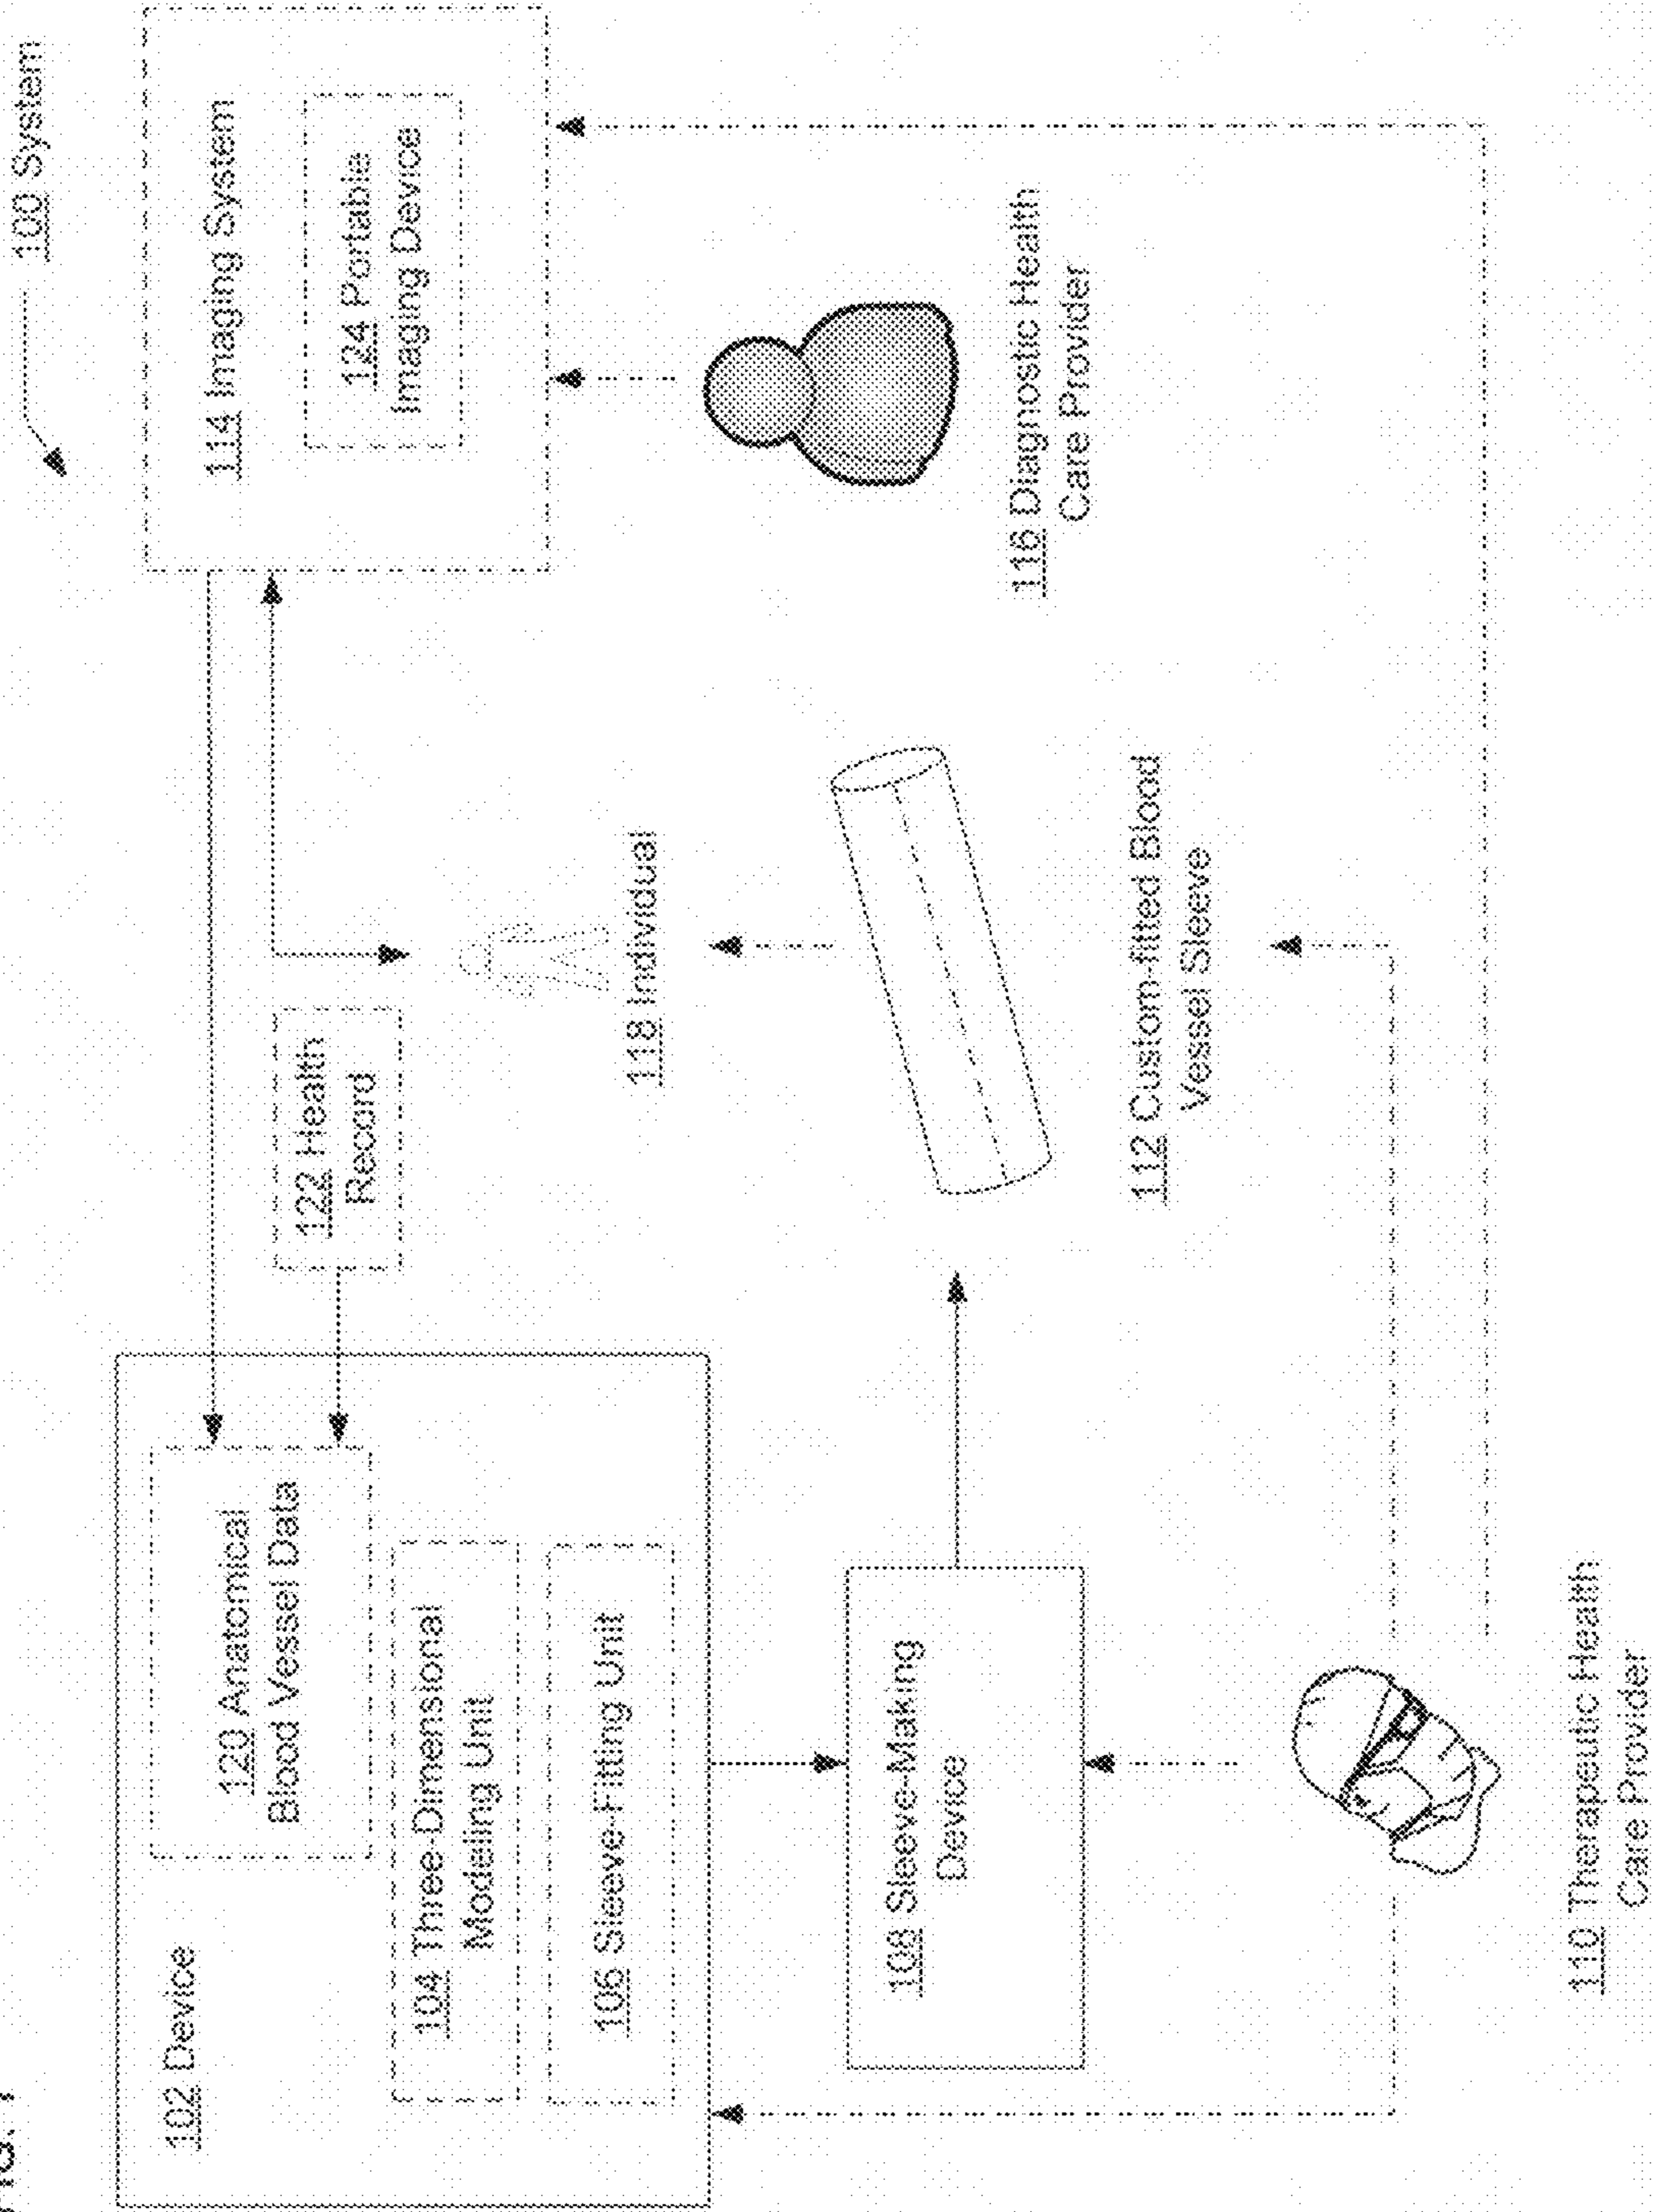 FIG. 1
100 System
102 Device
120 Anatomical
Blood Vessel Data
104 Three-Dimensional
Modeling Unit
106 Sleeve-Fitting Unit
122 Health
Record
114 Imaging System
124 Portable
Imaging Device
118 Individual
108 Sleeve-Making
Device
112 Custom-fitted Blood
Vessel Sleeve
116 Diagnostic Health
Care Provider
110 Therapeutic Health
Care Provider